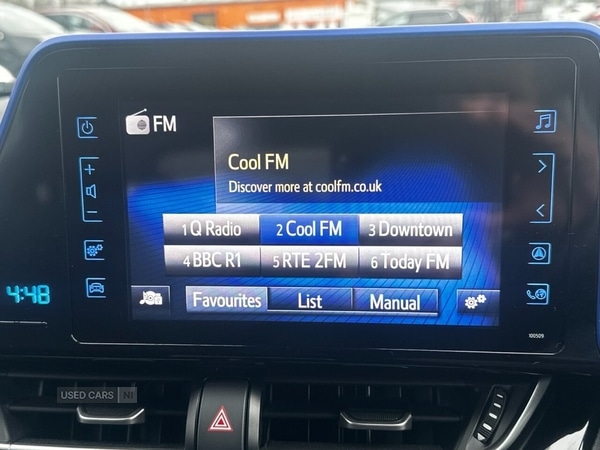 FM
Cool FM
Discover more at coolfm.co.uk
1 Q Radio 2 Cool FM 3 Downtown
4 BBC R1 5 RTE 2FM 6 Today FM
Favourites List Manual
4:48
100509
USED CARS NI